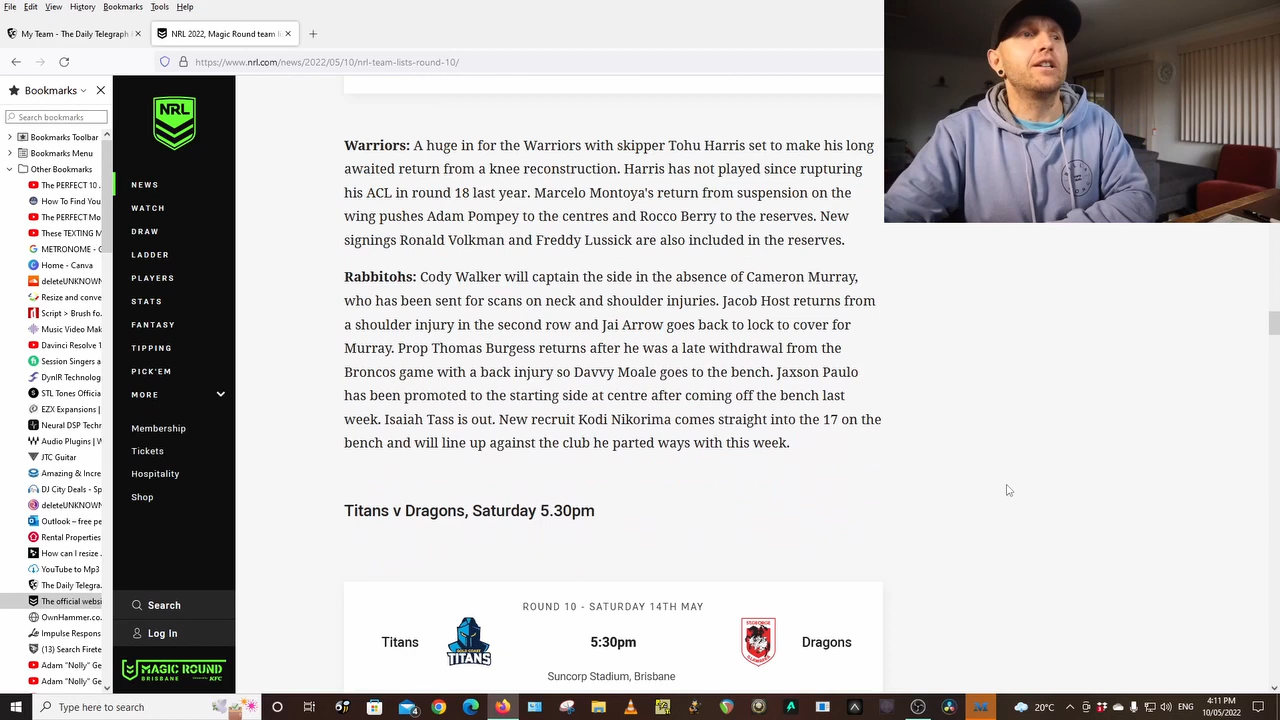 File Edit View History Bookmarks Tools Help
My Team - The Daily Telegraph
NRL 2022, Magic Round team li
https://www.nrl.com/news/2022/05/10/nrl-team-lists-round-10/
Bookmarks
Search bookmarks
Bookmarks Toolbar
Bookmarks Menu
Other Bookmarks
The PERFECT 10 ...
How To Find You
The PERFECT Mo
These TEXTING M
METRONOME - G
Home - Canva
deleteUNKNOWN
Resize and conve
Script > Brush fo...
Music Video Mak
Davinci Resolve 1
Session Singers a
DynIR Technolog
STL Tones Officia
EZX Expansions |
Neural DSP Techn
Audio Plugins | W
JTC Guitar
Amazing & Incre
DJ City Deals - Sp
deleteUNKNOWN
Outlook – free pe
Rental Properties
How can I resize ...
YouTube to Mp3
The Daily Telegra...
The official websi
OwnHammer.co...
Impulse Respons
(13) Search Firete
Adam “Nolly” Ge
Adam “Nolly” Ge
NRL
NEWS
WATCH
DRAW
LADDER
PLAYERS
STATS
FANTASY
TIPPING
PICK'EM
MORE
Membership
Tickets
Hospitality
Shop
Search
Log In
MAGIC ROUND
BRISBANE
KFC
Warriors: A huge in for the Warriors with skipper Tohu Harris set to make his long
awaited return from a knee reconstruction. Harris has not played since rupturing
his ACL in round 18 last year. Marcelo Montoya's return from suspension on the
wing pushes Adam Pompey to the centres and Rocco Berry to the reserves. New
signings Ronald Volkman and Freddy Lussick are also included in the reserves.
Rabbitohs: Cody Walker will captain the side in the absence of Cameron Murray,
who has been sent for scans on neck and shoulder injuries. Jacob Host returns from
a shoulder injury in the second row and Jai Arrow goes back to lock to cover for
Murray. Prop Thomas Burgess returns after he was a late withdrawal from the
Broncos game with a back injury so Davvy Moale goes to the bench. Jaxson Paulo
has been promoted to the starting side at centre after coming off the bench last
week. Isaiah Tass is out. New recruit Kodi Nikorima comes straight into the 17 on the
bench and will line up against the club he parted ways with this week.
Titans v Dragons, Saturday 5.30pm
ROUND 10 - SATURDAY 14TH MAY
Titans
TITANS
5:30pm
Dragons
Suncorp Stadium, Brisbane
Type here to search
20°C
4:11 PM
10/05/2022